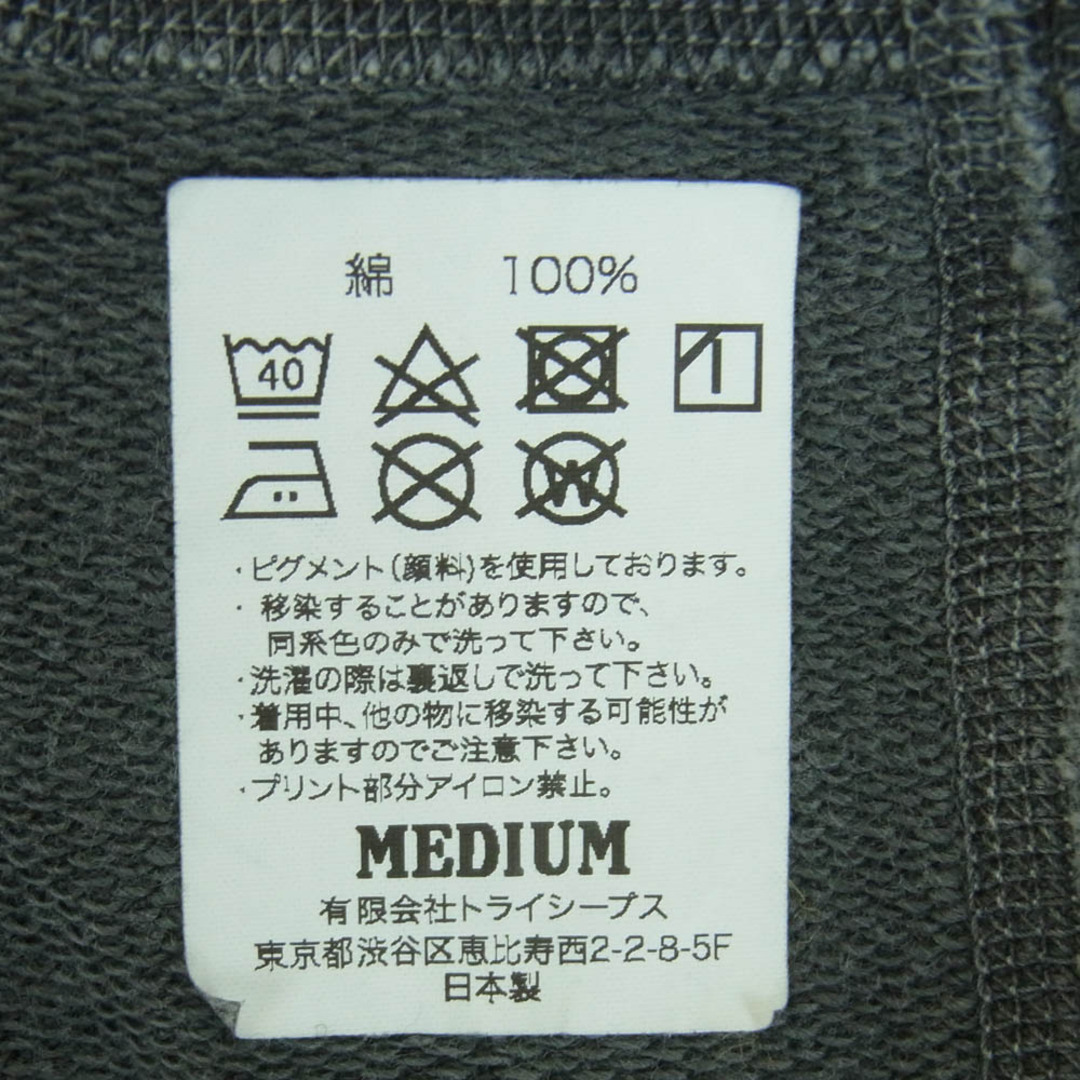 綿 100%
40
W
・ピグメント(顔料)を使用しております。
・移染することがありますので、
同系色のみで洗って下さい。
・洗濯の際は裏返しで洗って下さい。
・着用中、他の物に移染する可能性が
ありますのでご注意下さい。
・プリント部分アイロン禁止。
MEDIUM
有限会社トライシープス
東京都渋谷区恵比寿西2-2-8-5F
日本製